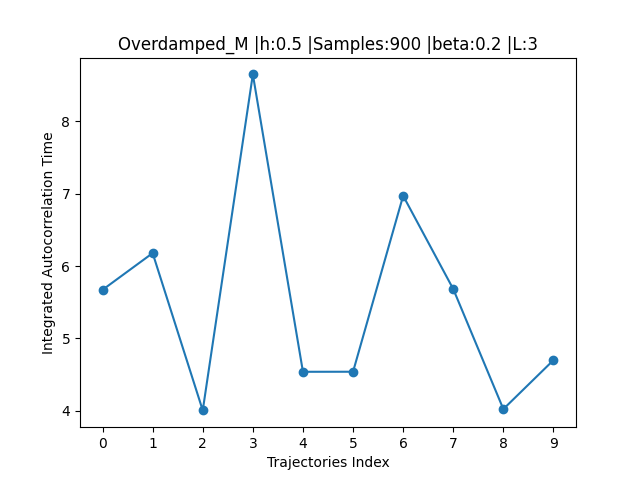 Overdamped_M |h:0.5 |Samples:900 |beta:0.2 |L:3
Integrated Autocorrelation Time
8
7
6
5
4
0 1 2 3 4 5 6 7 8 9
Trajectories Index